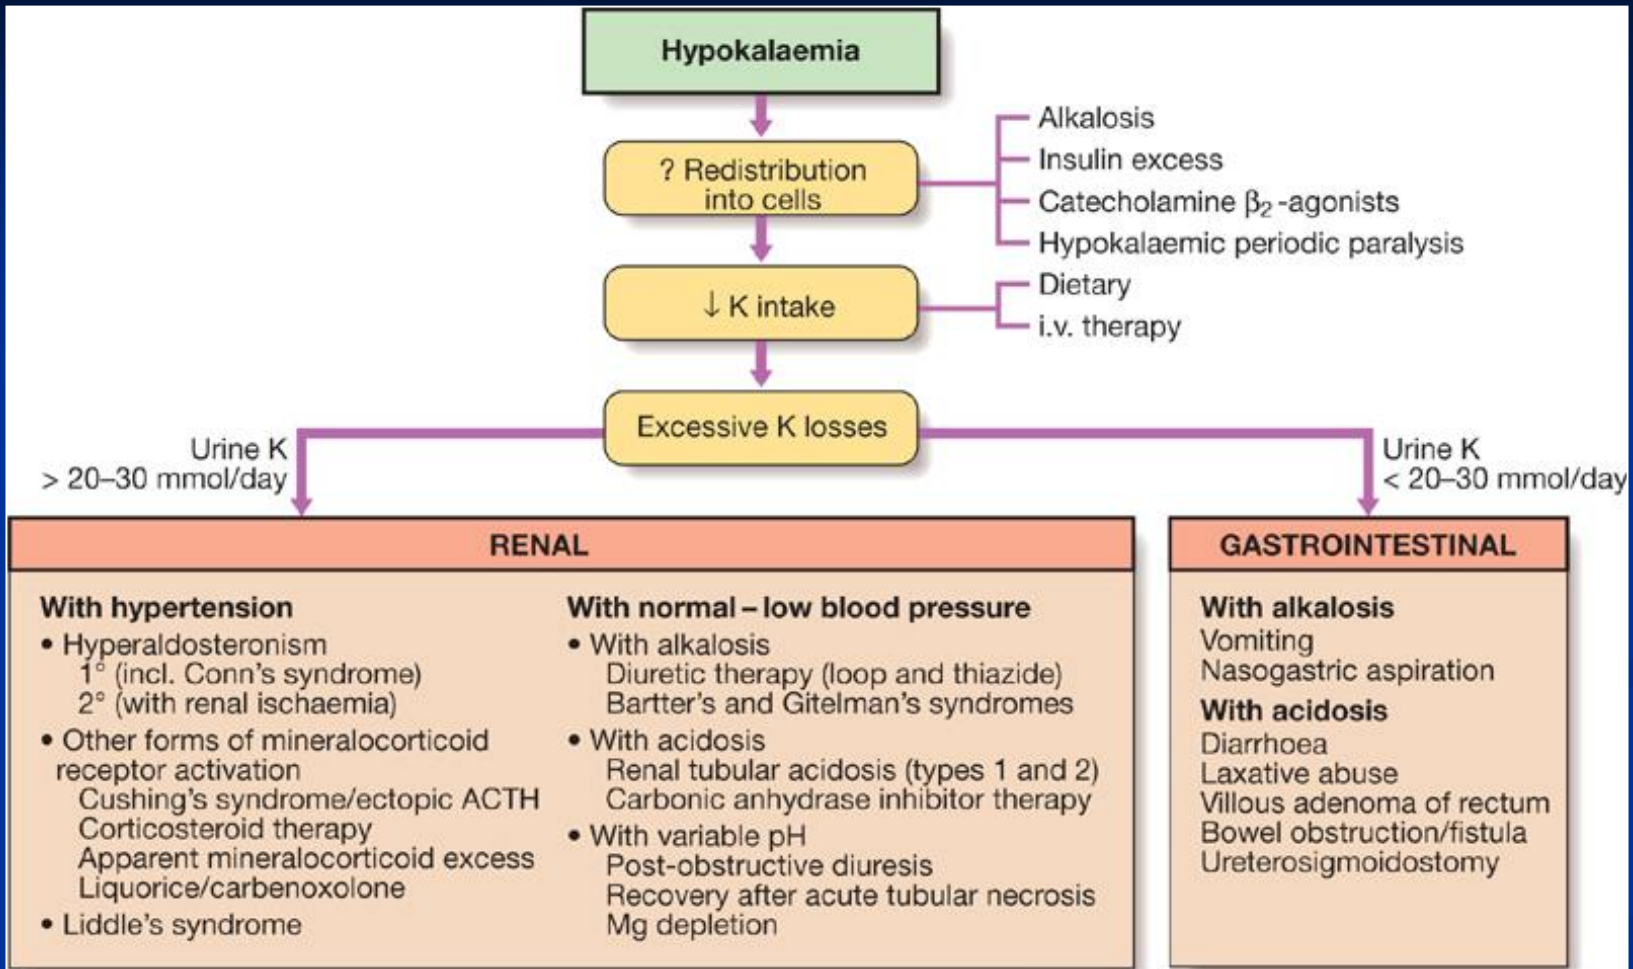 Hypokalaemia
? Redistribution
into cells
Alkalosis
Insulin excess
Catecholamine β₂-agonists
Hypokalaemic periodic paralysis
↓ K intake
Dietary
i.v. therapy
Excessive K losses
Urine K
> 20–30 mmol/day
Urine K
< 20–30 mmol/day
RENAL
With hypertension
• Hyperaldosteronism
1° (incl. Conn's syndrome)
2° (with renal ischaemia)
• Other forms of mineralocorticoid
receptor activation
Cushing's syndrome/ectopic ACTH
Corticosteroid therapy
Apparent mineralocorticoid excess
Liquorice/carbenoxolone
• Liddle's syndrome
With normal – low blood pressure
• With alkalosis
Diuretic therapy (loop and thiazide)
Bartter's and Gitelman's syndromes
• With acidosis
Renal tubular acidosis (types 1 and 2)
Carbonic anhydrase inhibitor therapy
• With variable pH
Post-obstructive diuresis
Recovery after acute tubular necrosis
Mg depletion
GASTROINTESTINAL
With alkalosis
Vomiting
Nasogastric aspiration
With acidosis
Diarrhoea
Laxative abuse
Villous adenoma of rectum
Bowel obstruction/fistula
Ureterosigmoidostomy